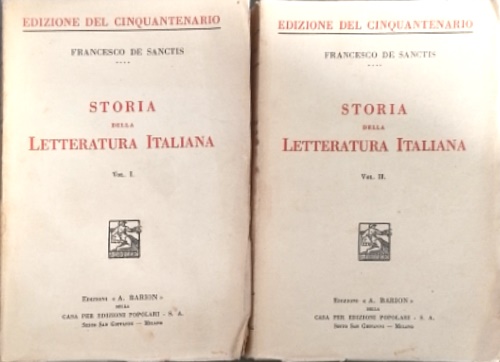 EDIZIONE DEL CINQUANTENARIO
FRANCESCO DE SANCTIS
STORIA
DELLA
LETTERATURA ITALIANA
VOL. I.
EDIZIONI «A. BARION»
DELLA
CASA PER EDIZIONI POPOLARI - S. A.
SESTO SAN GIOVANNI - MILANO
EDIZIONE DEL CINQUANTENARIO
FRANCESCO DE SANCTIS
STORIA
DELLA
LETTERATURA ITALIANA
VOL. II.
EDIZIONI «A. BARION»
DELLA
CASA PER EDIZIONI POPOLARI - S. A.
SESTO SAN GIOVANNI - MILANO